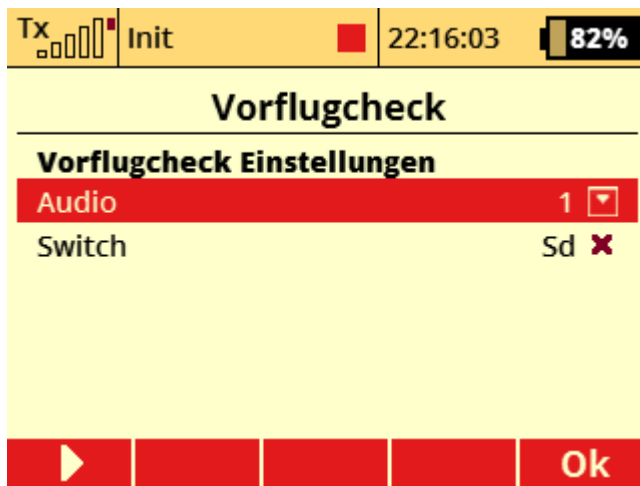 Tx Init 22:16:03 82%
Vorflugcheck
Vorflugcheck Einstellungen
Audio 1
Switch Sd
Ok